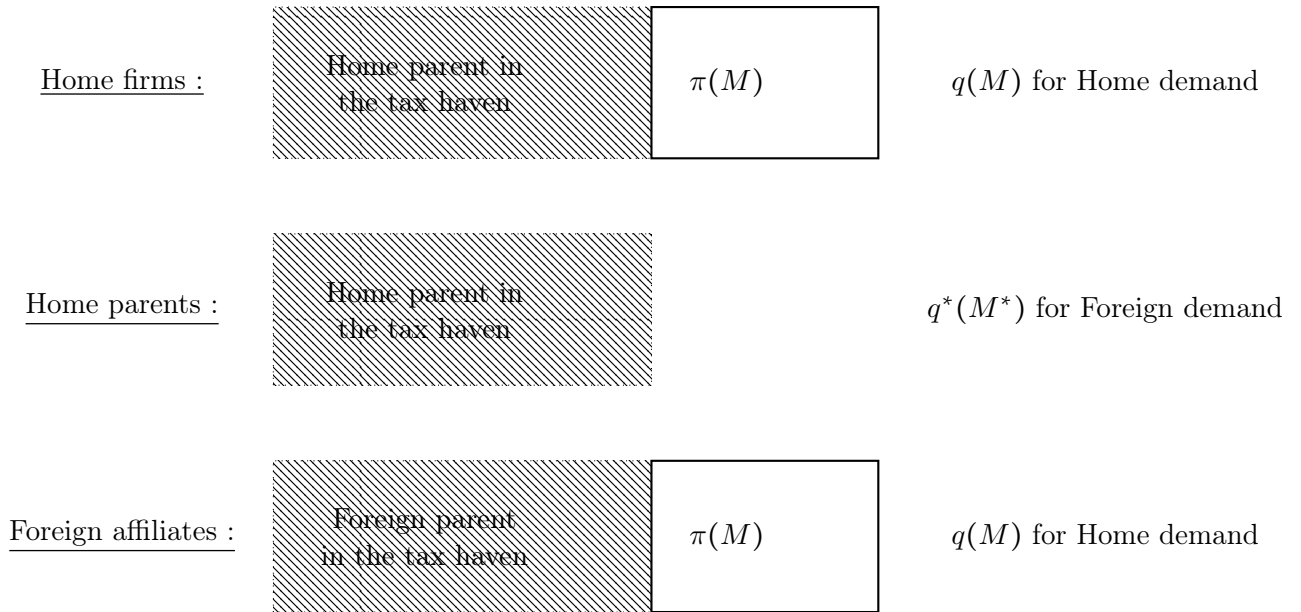 Home firms :
Home parent in
the tax haven
π(M)
q(M) for Home demand
Home parents :
Home parent in
the tax haven
q*(M*) for Foreign demand
Foreign affiliates :
Foreign parent
in the tax haven
π(M)
q(M) for Home demand